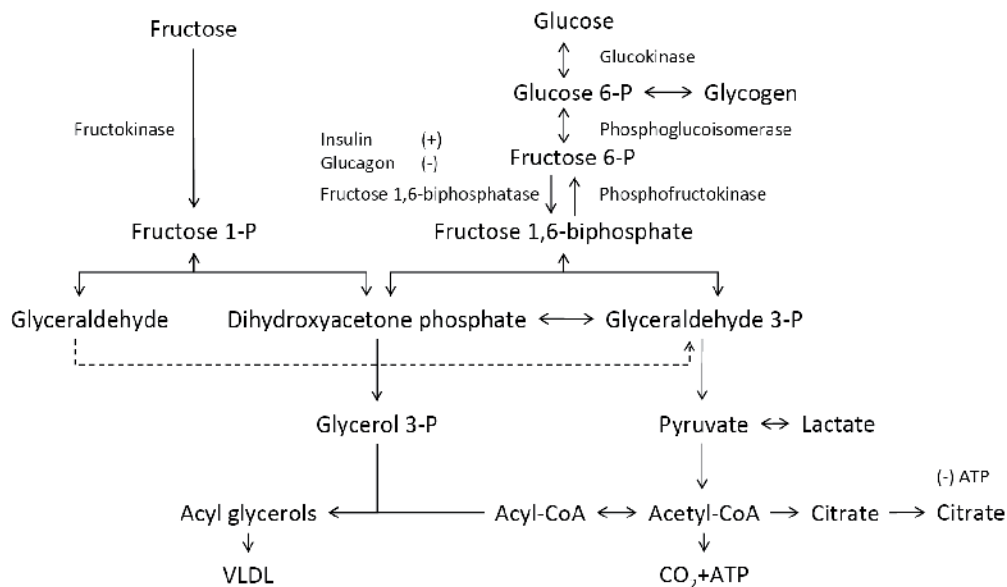 Fructose
Glucose
Glucokinase
Glucose 6-P
Glycogen
Fructokinase
Phosphoglucoisomerase
Insulin (+)
Glucagon (-)
Fructose 6-P
Fructose 1,6-biphosphatase
Phosphofructokinase
Fructose 1-P
Fructose 1,6-biphosphate
Glyceraldehyde
Dihydroxyacetone phosphate
Glyceraldehyde 3-P
Glycerol 3-P
Pyruvate
Lactate
(-) ATP
Acyl glycerols
Acyl-CoA
Acetyl-CoA
Citrate
Citrate
VLDL
CO₂+ATP